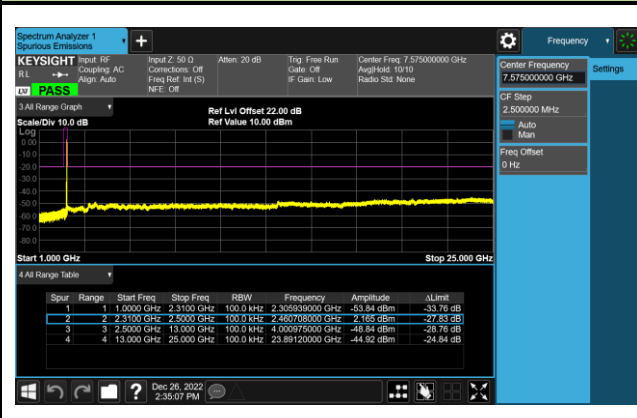 Spectrum Analyzer 1
Spurious Emissions
+
Frequency
KEYSIGHT
RL
Input: RF
Coupling: AC
Align: Auto
Input Z: 50 Ω
Corrections: Off
Freq Ref: Int (S)
NFE: Off
Atten: 20 dB
Trig: Free Run
Gate: Off
IF Gain: Low
Center Freq: 7.575000000 GHz
Avg|Hold: 10/10
Radio Std: None
LXI PASS
3 All Range Graph
Scale/Div 10.0 dB
Ref Lvl Offset 22.00 dB
Ref Value 10.00 dBm
Log
0.00
-10.0
-20.0
-30.0
-40.0
-50.0
-60.0
-70.0
-80.0
Start 1.000 GHz
Stop 25.000 GHz
4 All Range Table
Spur Range Start Freq Stop Freq RBW Frequency Amplitude ΔLimit
1 1 1.0000 GHz 2.3100 GHz 100.0 kHz 2.305939000 GHz -53.84 dBm -33.76 dB
2 2 2.3100 GHz 2.5000 GHz 100.0 kHz 2.460708000 GHz 2.165 dBm -27.83 dB
3 3 2.5000 GHz 13.000 GHz 100.0 kHz 4.000975000 GHz -48.84 dBm -28.76 dB
4 4 13.000 GHz 25.000 GHz 100.0 kHz 23.89120000 GHz -44.92 dBm -24.84 dB
Center Frequency
7.575000000 GHz
Settings
CF Step
2.500000 MHz
Auto
Man
Freq Offset
0 Hz
?
Dec 26, 2022
2:35:07 PM